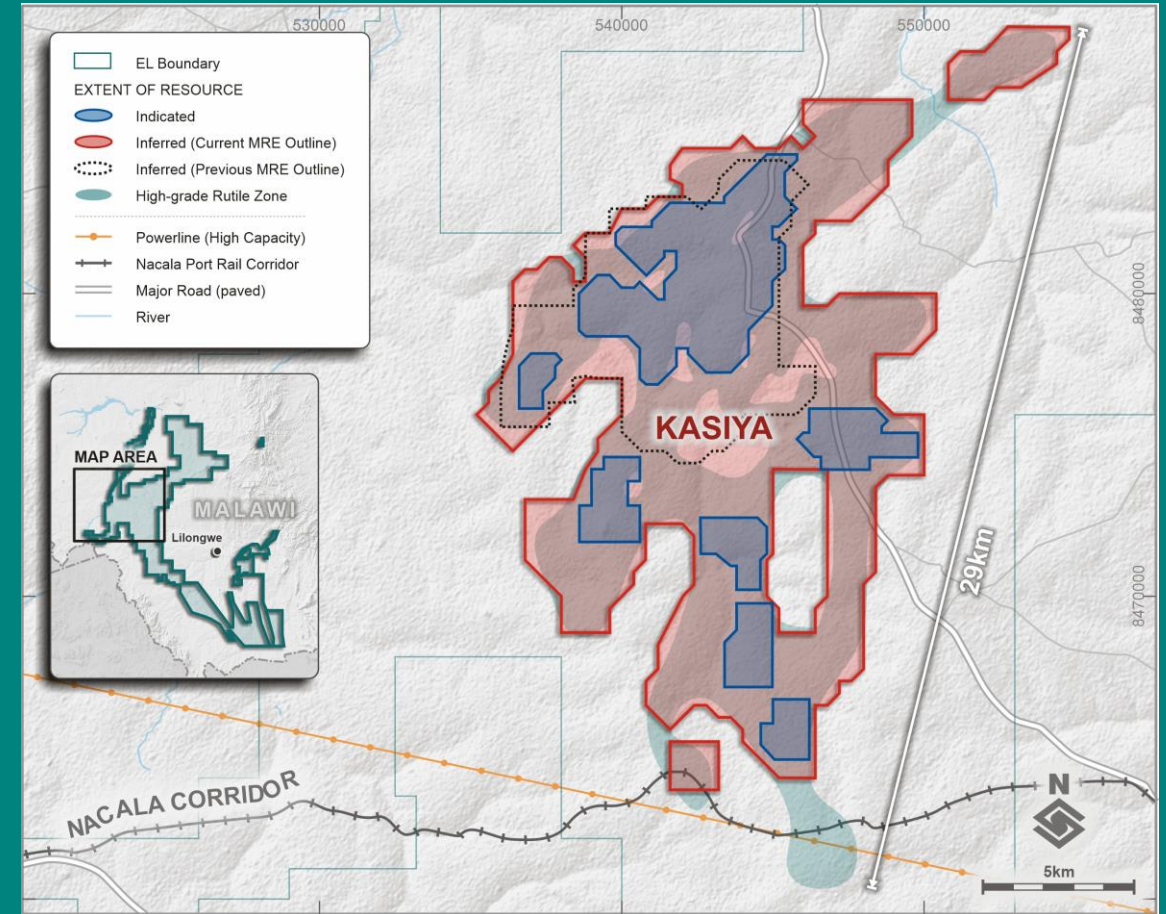 530000
540000
550000
EL Boundary
EXTENT OF RESOURCE
Indicated
Inferred (Current MRE Outline)
Inferred (Previous MRE Outline)
High-grade Rutile Zone
Powerline (High Capacity)
Nacala Port Rail Corridor
Major Road (paved)
River
8480000
MAP AREA
MALAWI
Lilongwe
KASIYA
29km
8470000
NACALA CORRIDOR
N
5km